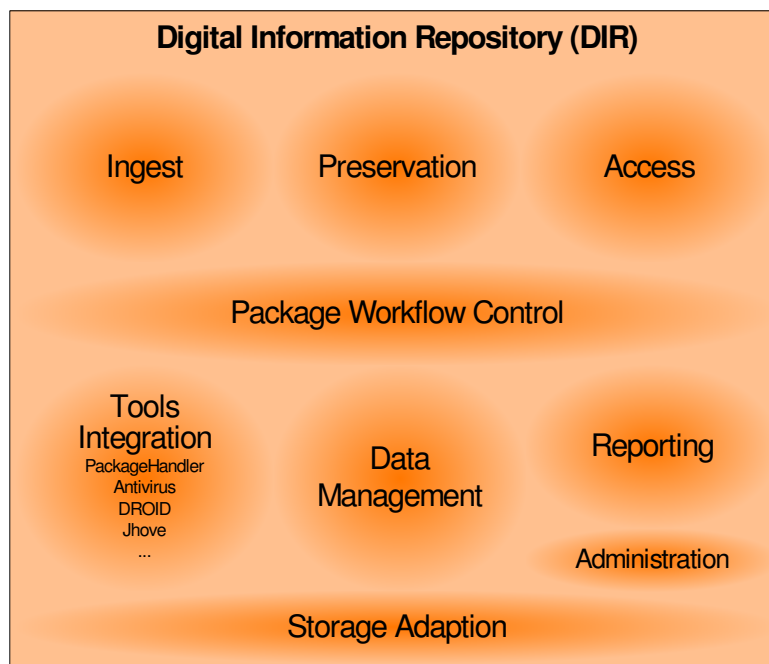 Digital Information Repository (DIR)
Ingest
Preservation
Access
Package Workflow Control
Tools
Integration
PackageHandler
Antivirus
DROID
Jhove
...
Data
Management
Reporting
Administration
Storage Adaption